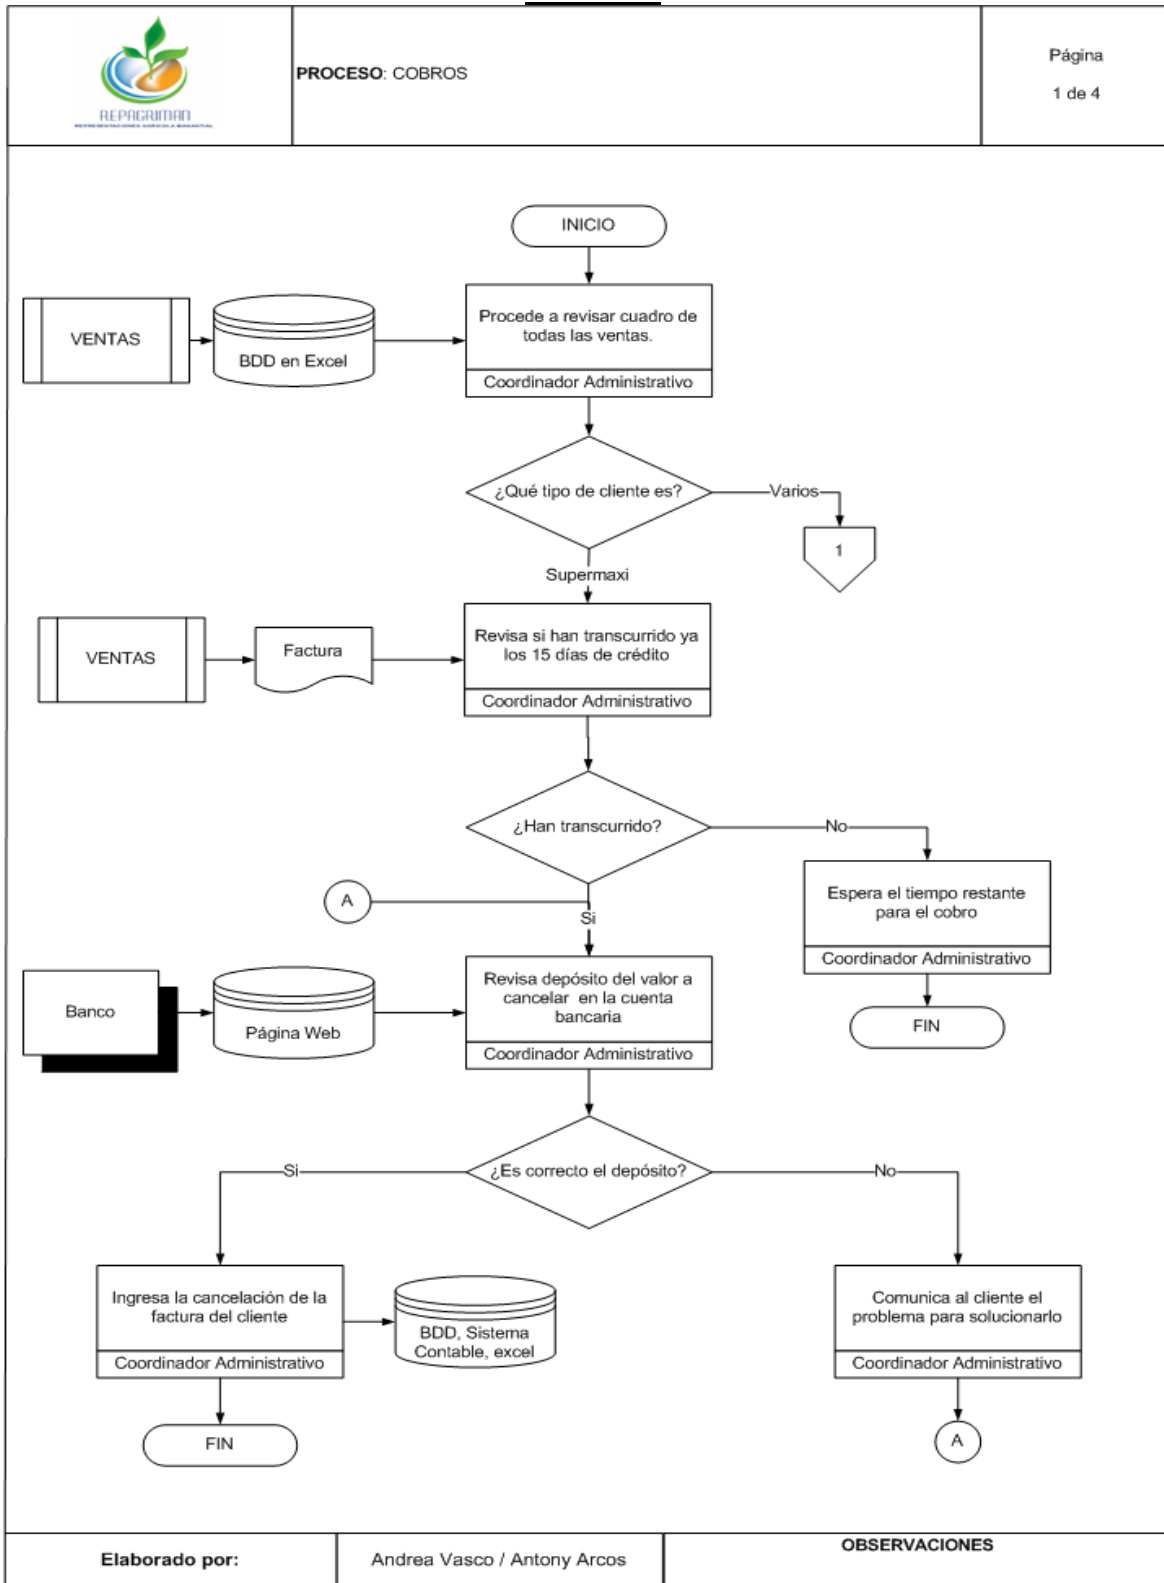 REPAGRIMAN
REPRESENTACIONES AGRICOLA MANANTIAL
PROCESO: COBROS
Página
1 de 4
INICIO
VENTAS
BDD en Excel
Procede a revisar cuadro de
todas las ventas.
Coordinador Administrativo
¿Qué tipo de cliente es?
Varios
1
Supermaxi
VENTAS
Factura
Revisa si han transcurrido ya
los 15 días de crédito
Coordinador Administrativo
¿Han transcurrido?
No
A
Si
Espera el tiempo restante
para el cobro
Coordinador Administrativo
FIN
Banco
Página Web
Revisa depósito del valor a
cancelar en la cuenta
bancaria
Coordinador Administrativo
¿Es correcto el depósito?
Si
No
Ingresa la cancelación de la
factura del cliente
Coordinador Administrativo
BDD, Sistema
Contable, excel
Comunica al cliente el
problema para solucionarlo
Coordinador Administrativo
FIN
A
Elaborado por:
Andrea Vasco / Antony Arcos
OBSERVACIONES